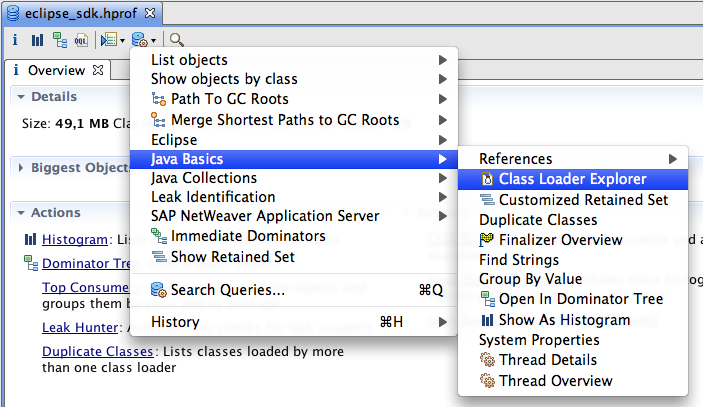 eclipse_sdk.hprof
i OQL
i Overview
Details
Size: 49,1 MB Cla
Biggest Objects
Actions
Histogram: Lis
Dominator Tre
Top Consume
groups them b
Leak Hunter: A
Duplicate Classes: Lists classes loaded by more
than one class loader
List objects
Show objects by class
Path To GC Roots
Merge Shortest Paths to GC Roots
Eclipse
Java Basics
Java Collections
Leak Identification
SAP NetWeaver Application Server
Immediate Dominators
Show Retained Set
Search Queries... ⌘Q
History ⌘H
References
Class Loader Explorer
Customized Retained Set
Duplicate Classes
Finalizer Overview
Find Strings
Group By Value
Open In Dominator Tree
Show As Histogram
System Properties
Thread Details
Thread Overview